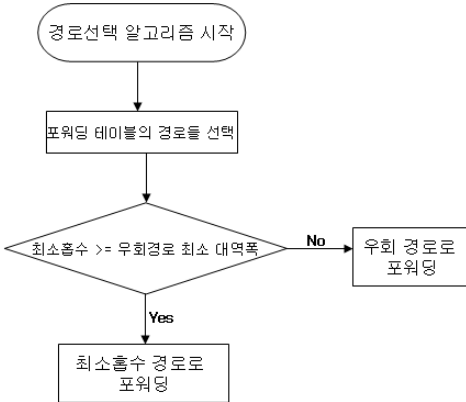 경로선택 알고리즘 시작
포워딩 테이블의 경로들 선택
최소홉수 >= 우회경로 최소 대역폭
No
우회 경로로
포워딩
Yes
최소홉수 경로로
포워딩